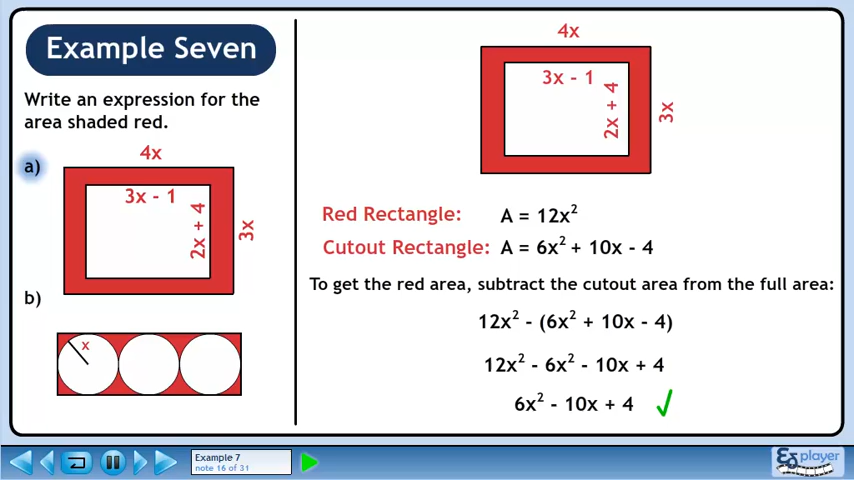 Example Seven
Write an expression for the
area shaded red.
a)
4x
3x - 1
2x + 4
3x
b)
x
4x
3x - 1
2x + 4
3x
Red Rectangle: A = 12x²
Cutout Rectangle: A = 6x² + 10x - 4
To get the red area, subtract the cutout area from the full area:
12x² - (6x² + 10x - 4)
12x² - 6x² - 10x + 4
6x² - 10x + 4 ✓
Example 7
note 16 of 31
player